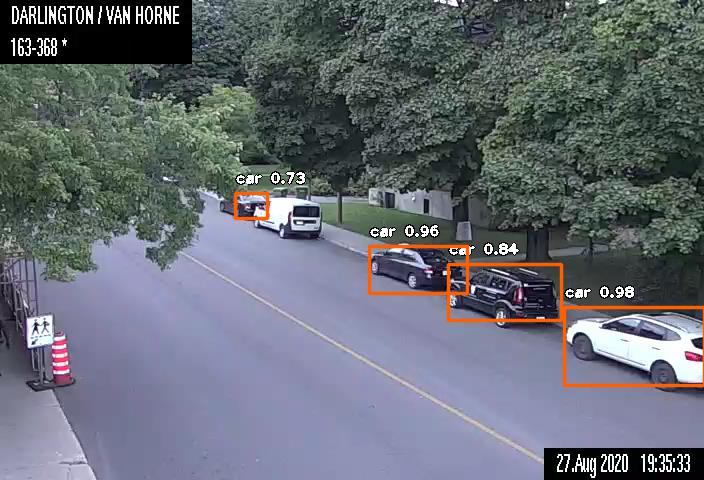 DARLINGTON / VAN HORNE
163-368 *
car 0.73
car 0.96
car 0.84
car 0.98
27.Aug 2020 19:35:33